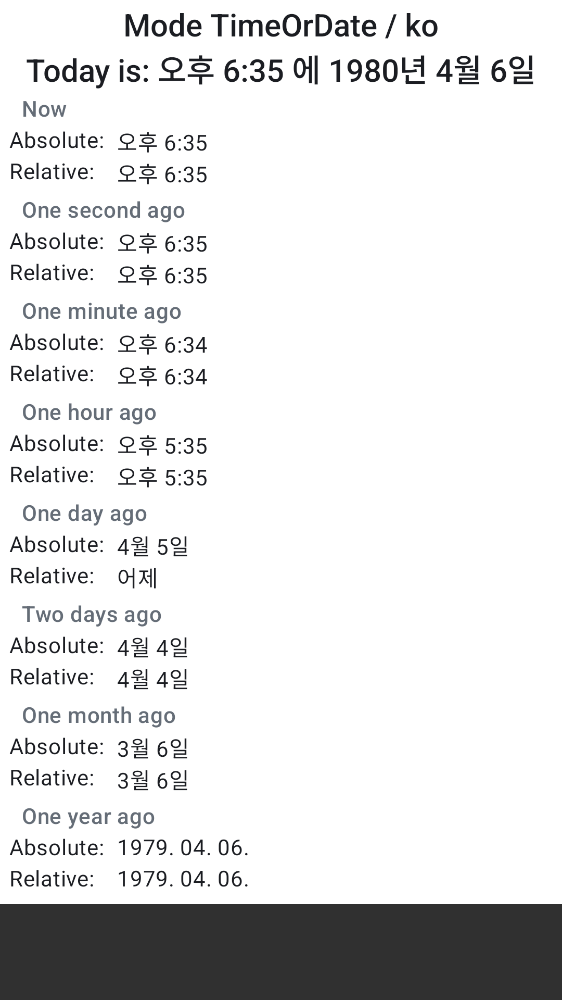 Mode TimeOrDate / ko
Today is: 오후 6:35 에 1980년 4월 6일
Now
Absolute: 오후 6:35
Relative: 오후 6:35
One second ago
Absolute: 오후 6:35
Relative: 오후 6:35
One minute ago
Absolute: 오후 6:34
Relative: 오후 6:34
One hour ago
Absolute: 오후 5:35
Relative: 오후 5:35
One day ago
Absolute: 4월 5일
Relative: 어제
Two days ago
Absolute: 4월 4일
Relative: 4월 4일
One month ago
Absolute: 3월 6일
Relative: 3월 6일
One year ago
Absolute: 1979. 04. 06.
Relative: 1979. 04. 06.